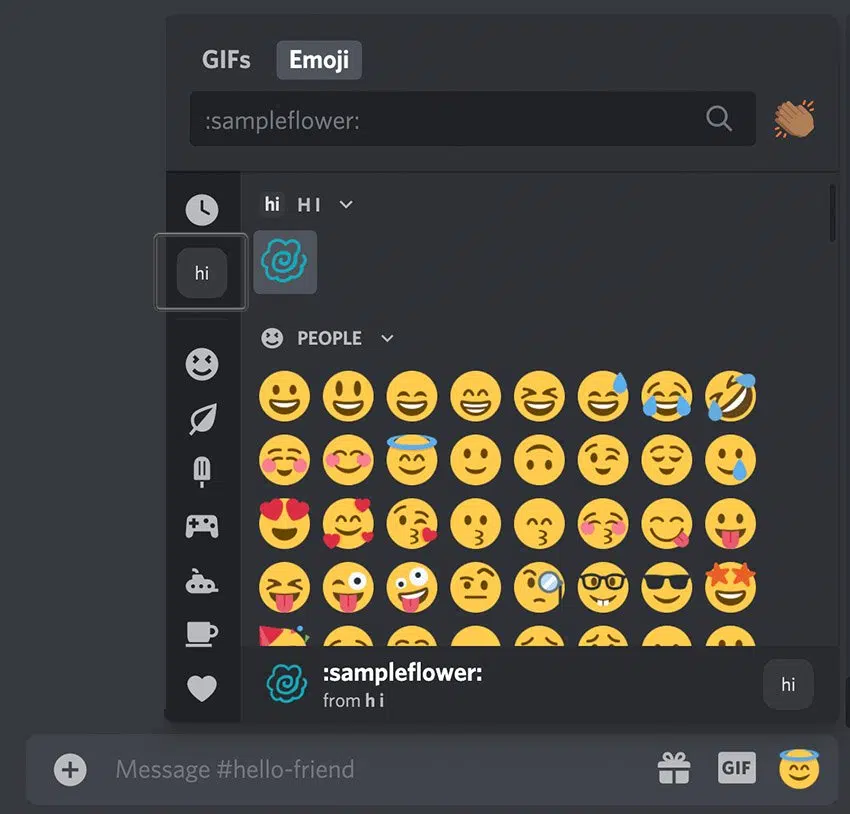 GIFs Emoji
:sampleflower:
hi H I
hi
PEOPLE
:sampleflower:
from h i
hi
Message #hello-friend
GIF